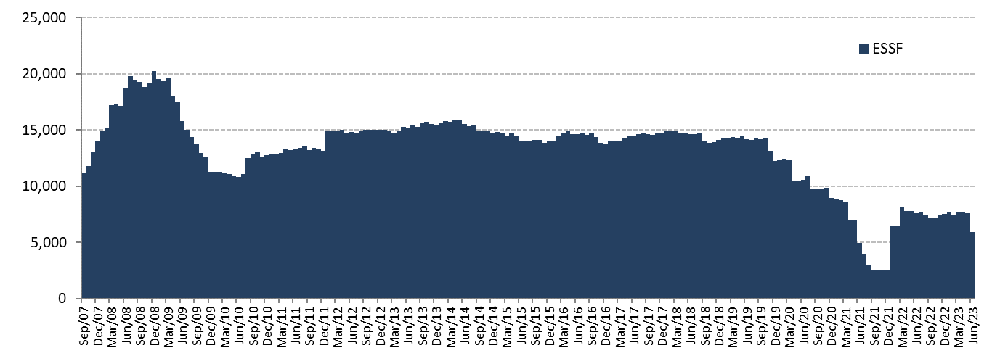 25,000
20,000
15,000
10,000
5,000
0
ESSF
Sep/07
Dec/07
Mar/08
Jun/08
Sep/08
Dec/08
Mar/09
Jun/09
Sep/09
Dec/09
Mar/10
Jun/10
Sep/10
Dec/10
Mar/11
Jun/11
Sep/11
Dec/11
Mar/12
Jun/12
Sep/12
Dec/12
Mar/13
Jun/13
Sep/13
Dec/13
Mar/14
Jun/14
Sep/14
Dec/14
Mar/15
Jun/15
Sep/15
Dec/15
Mar/16
Jun/16
Sep/16
Dec/16
Mar/17
Jun/17
Sep/17
Dec/17
Mar/18
Jun/18
Sep/18
Dec/18
Mar/19
Jun/19
Sep/19
Dec/19
Mar/20
Jun/20
Sep/20
Dec/20
Mar/21
Jun/21
Sep/21
Dec/21
Mar/22
Jun/22
Sep/22
Dec/22
Mar/23
Jun/23